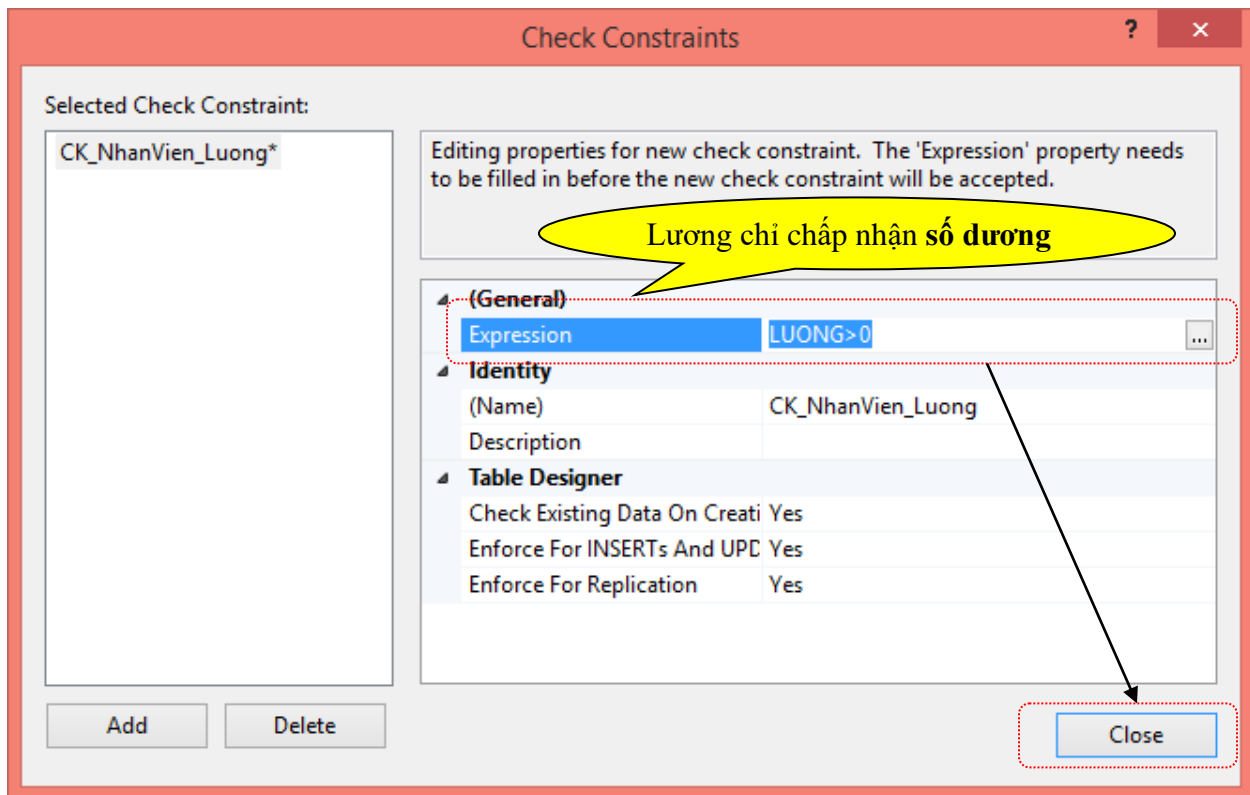 Check Constraints
?
×
Selected Check Constraint:
CK_NhanVien_Luong*
Editing properties for new check constraint.  The 'Expression' property needs
to be filled in before the new check constraint will be accepted.
Lương chỉ chấp nhận số dương
(General)
Expression LUONG>0 ...
Identity
(Name) CK_NhanVien_Luong
Description
Table Designer
Check Existing Data On Creati Yes
Enforce For INSERTs And UPD Yes
Enforce For Replication Yes
Add Delete
Close